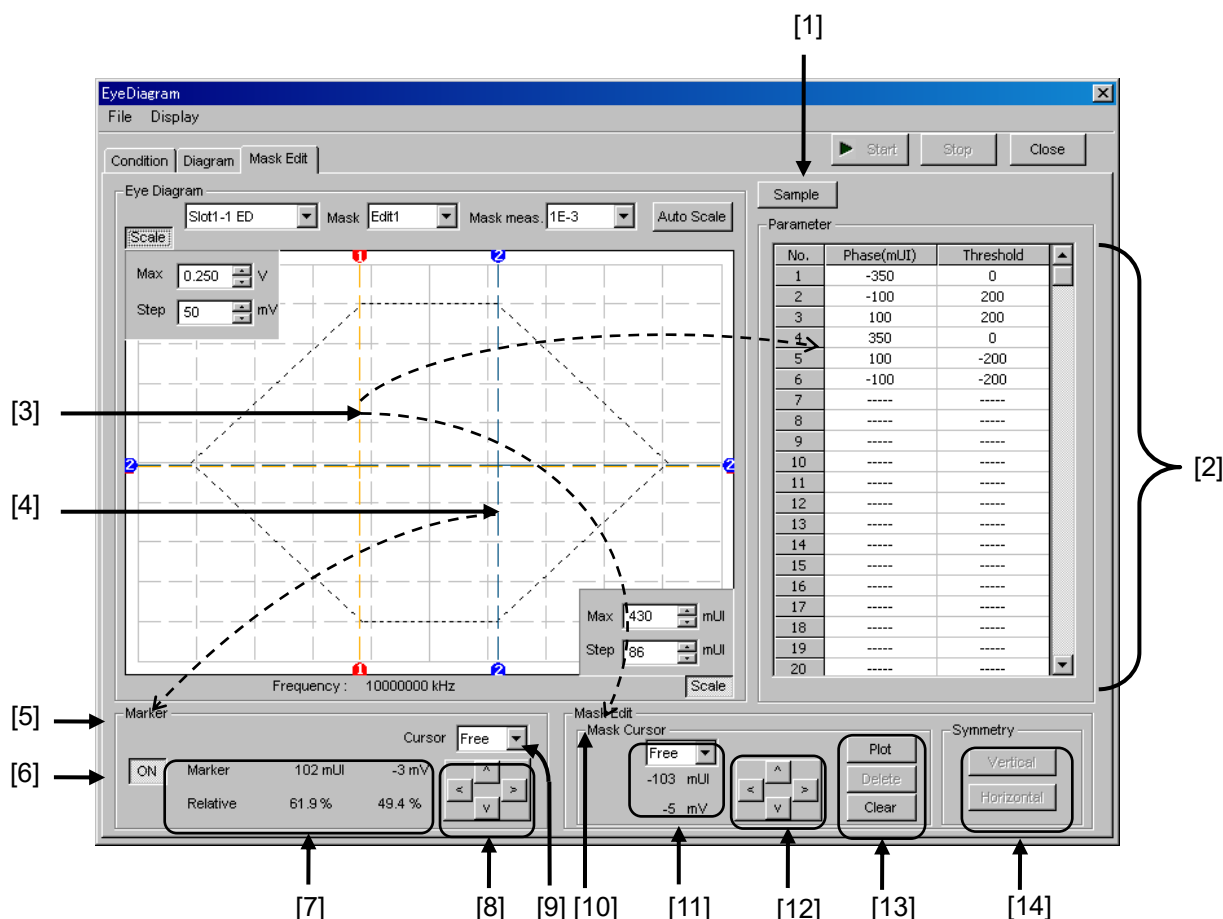 [1]
EyeDiagram
File Display
Condition Diagram Mask Edit
Start Stop Close
Eye Diagram
Slot1-1 ED Mask Edit1 Mask meas. 1E-3 Auto Scale
Sample
Scale
Max 0.250 V
Step 50 mV
1 2
Parameter
No. Phase(mUI) Threshold
1 -350 0
2 -100 200
3 100 200
4 350 0
5 100 -200
6 -100 -200
7 ----- -----
8 ----- -----
9 ----- -----
10 ----- -----
11 ----- -----
12 ----- -----
13 ----- -----
14 ----- -----
15 ----- -----
16 ----- -----
17 ----- -----
18 ----- -----
19 ----- -----
20 ----- -----
[2]
[3]
2 2
[4]
Max 430 mUI
Step 86 mUI
1 2
Frequency : 10000000 kHz
Scale
[5]
Marker
Cursor Free
[6]
ON
Marker 102 mUI -3 mV
Relative 61.9 % 49.4 %
^
< >
v
Mask Edit
Mask Cursor
Free
-103 mUI
-5 mV
^
< >
v
Plot
Delete
Clear
Symmetry
Vertical
Horizontal
[7] [8] [9] [10] [11] [12] [13] [14]